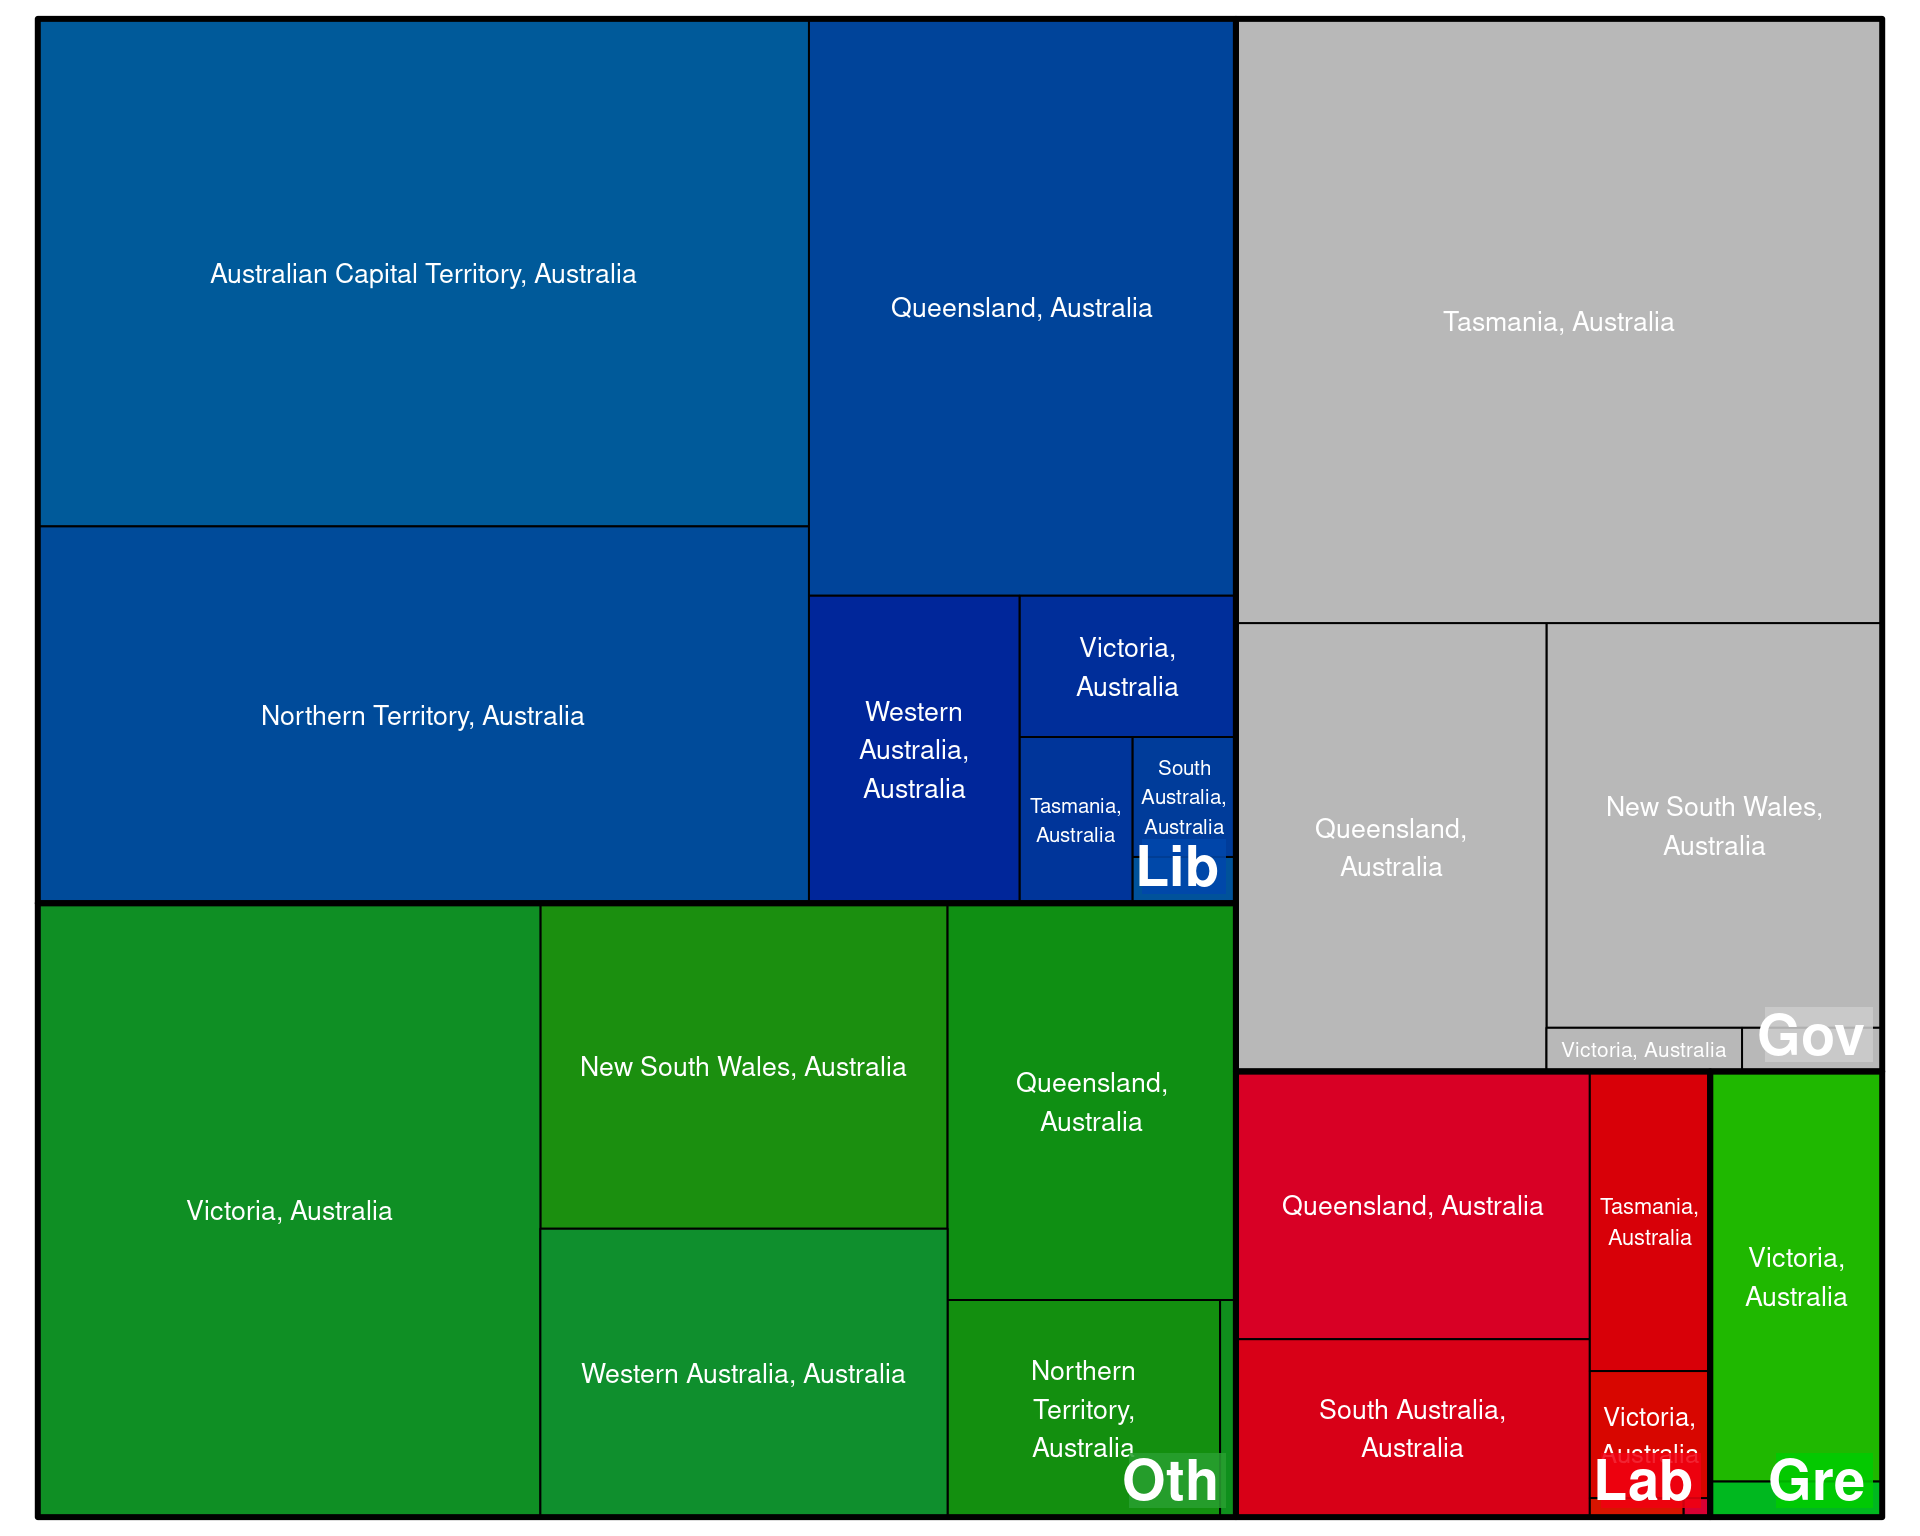 Australian Capital Territory, Australia
Queensland, Australia
Tasmania, Australia
Northern Territory, Australia
Western
Australia,
Australia
Victoria,
Australia
Tasmania,
Australia
South
Australia,
Australia
Lib
Queensland,
Australia
New South Wales,
Australia
Victoria, Australia
Gov
Victoria, Australia
New South Wales, Australia
Western Australia, Australia
Queensland,
Australia
Northern
Territory,
Australia
Oth
Queensland, Australia
South Australia,
Australia
Tasmania,
Australia
Victoria,
Australia
Lab
Victoria,
Australia
Gre